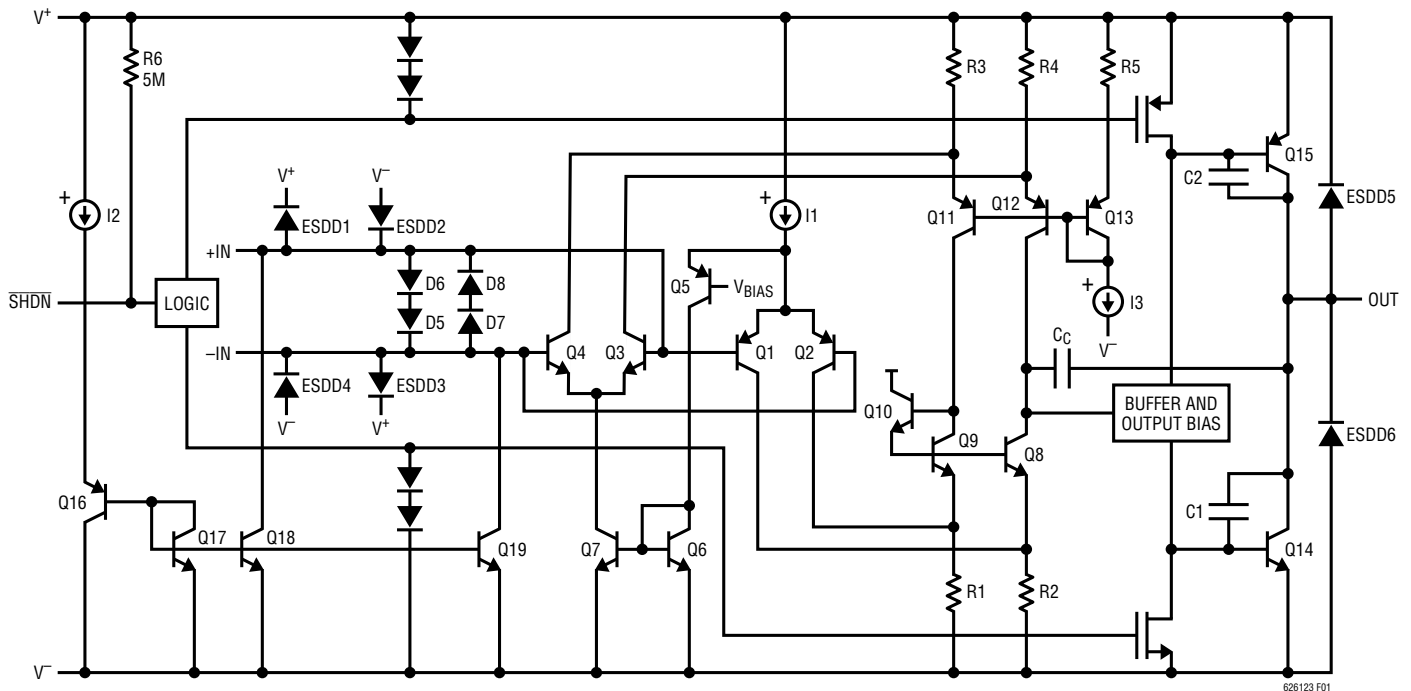 V+
R6
5M
R3
R4
R5
Q15
C2
V+
V−
+
I2
ESDD1
ESDD2
+
I1
Q11
Q12
Q13
ESDD5
+IN
D6
D8
Q5
VBIAS
+
I3
SHDN
LOGIC
OUT
D5
D7
V−
−IN
Q4
Q3
Q1
Q2
CC
ESDD4
ESDD3
V−
V+
Q10
BUFFER AND
OUTPUT BIAS
ESDD6
Q9
Q8
Q16
C1
Q17
Q18
Q19
Q7
Q6
Q14
R1
R2
V−
626123 F01